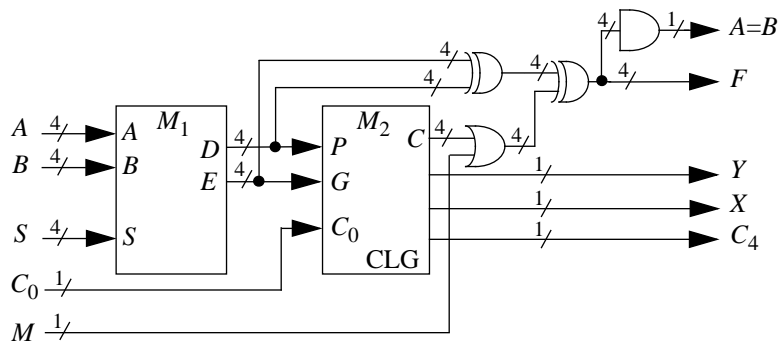 4 4 4 1 A=B
4 4 4 F
A 4 A M₁ D 4 P M₂ C 4 4
B 4 B E 4 G 1 Y
S 4 S C₀ 1 X
CLG 1 C₄
C₀ 1
M 1